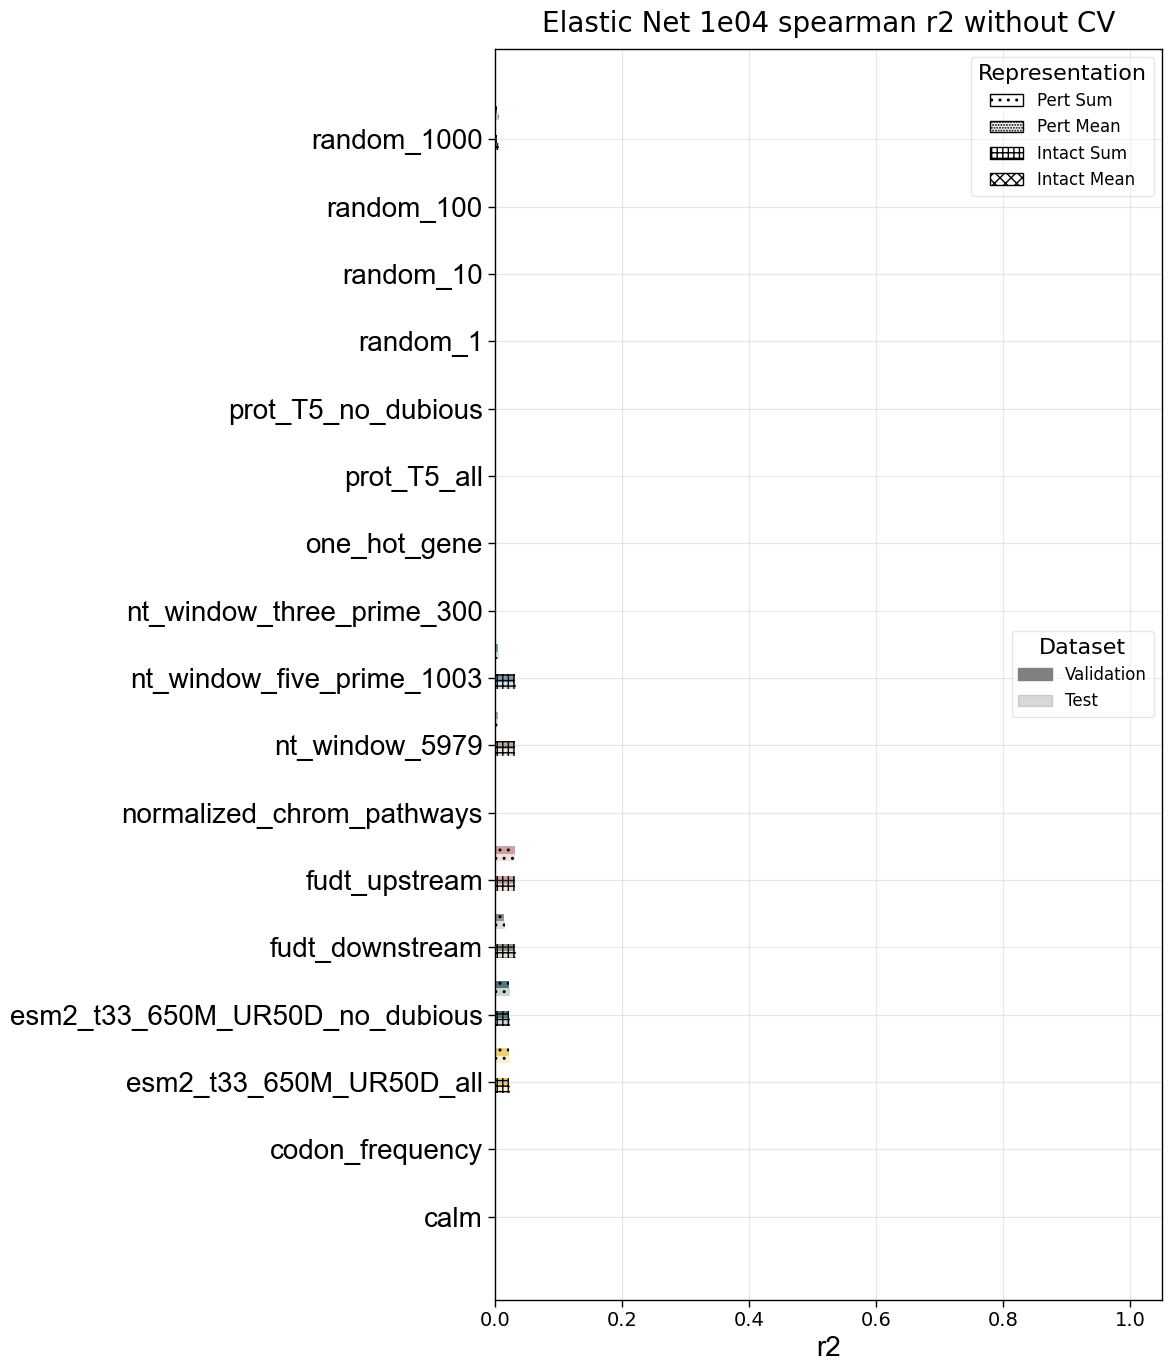 Elastic Net 1e04 spearman r2 without CV
Representation
Pert Sum
Pert Mean
Intact Sum
Intact Mean
random_1000
random_100
random_10
random_1
prot_T5_no_dubious
prot_T5_all
one_hot_gene
nt_window_three_prime_300
nt_window_five_prime_1003
Dataset
Validation
Test
nt_window_5979
normalized_chrom_pathways
fudt_upstream
fudt_downstream
esm2_t33_650M_UR50D_no_dubious
esm2_t33_650M_UR50D_all
codon_frequency
calm
0.0 0.2 0.4 0.6 0.8 1.0
r2